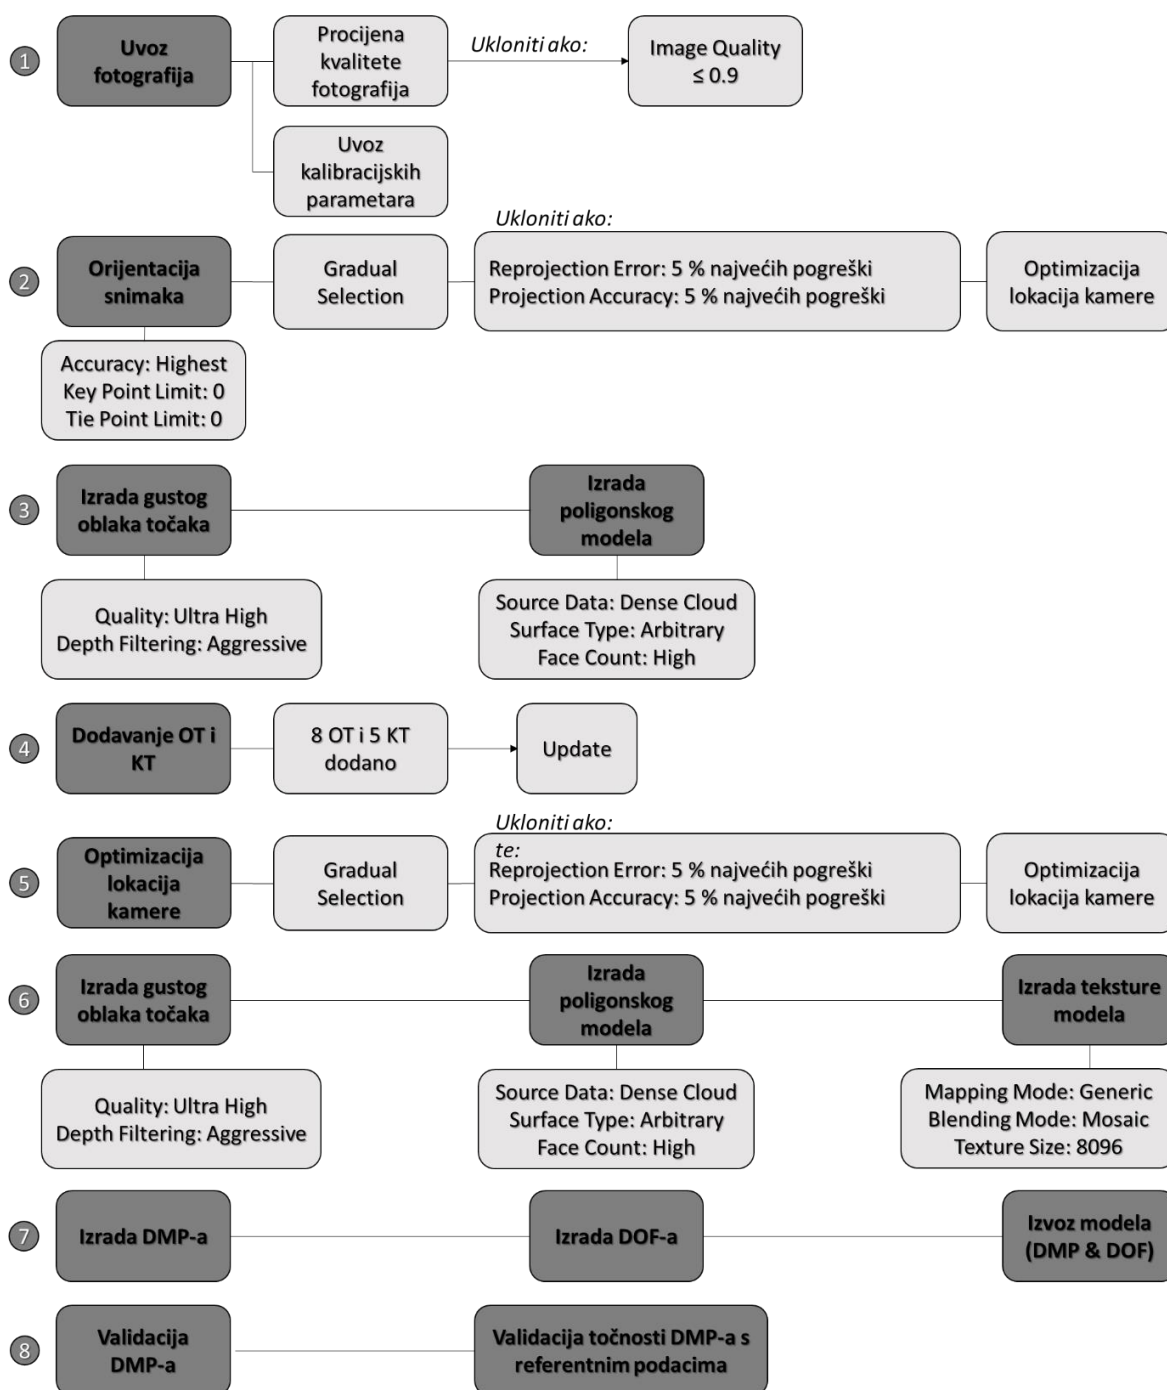 1
Uvoz
fotografija
Procijena
kvalitete
fotografija
Ukloniti ako:
Image Quality
≤ 0.9
Uvoz
kalibracijskih
parametara
2
Orijentacija
snimaka
Gradual
Selection
Ukloniti ako:
Reprojection Error: 5 % najvećih pogreški
Projection Accuracy: 5 % najvećih pogreški
Optimizacija
lokacija kamere
Accuracy: Highest
Key Point Limit: 0
Tie Point Limit: 0
3
Izrada gustog
oblaka točaka
Izrada
poligonskog
modela
Quality: Ultra High
Depth Filtering: Aggressive
Source Data: Dense Cloud
Surface Type: Arbitrary
Face Count: High
4
Dodavanje OT i
KT
8 OT i 5 KT
dodano
Update
5
Optimizacija
lokacija
kamere
Gradual
Selection
Ukloniti ako:
te:
Reprojection Error: 5 % najvećih pogreški
Projection Accuracy: 5 % najvećih pogreški
Optimizacija
lokacija kamere
6
Izrada gustog
oblaka točaka
Izrada
poligonskog
modela
Izrada teksture
modela
Quality: Ultra High
Depth Filtering: Aggressive
Source Data: Dense Cloud
Surface Type: Arbitrary
Face Count: High
Mapping Mode: Generic
Blending Mode: Mosaic
Texture Size: 8096
7
Izrada DMP-a
Izrada DOF-a
Izvoz modela
(DMP & DOF)
8
Validacija
DMP-a
Validacija točnosti DMP-a s
referentnim podacima